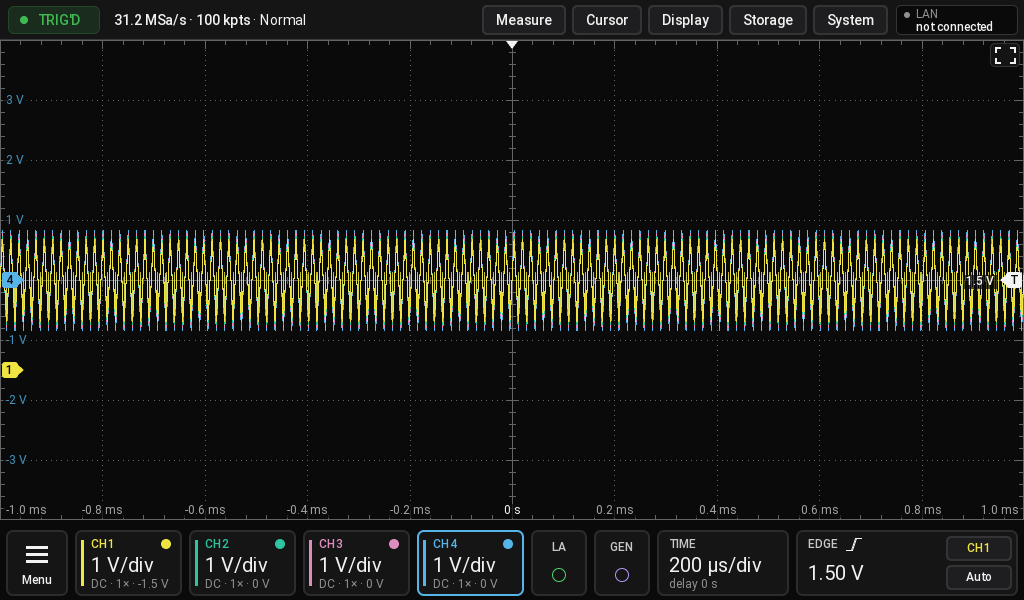 TRIG'D
31.2 MSa/s · 100 kpts · Normal
Measure
Cursor
Display
Storage
System
LAN
not connected
3 V
2 V
1 V
4
1.5 V
T
-1 V
1
-2 V
-3 V
-1.0 ms
-0.8 ms
-0.6 ms
-0.4 ms
-0.2 ms
0 s
0.2 ms
0.4 ms
0.6 ms
0.8 ms
1.0 ms
Menu
CH1
1 V/div
DC · 1× · -1.5 V
CH2
1 V/div
DC · 1× · 0 V
CH3
1 V/div
DC · 1× · 0 V
CH4
1 V/div
DC · 1× · 0 V
LA
GEN
TIME
200 µs/div
delay 0 s
EDGE
1.50 V
CH1
Auto